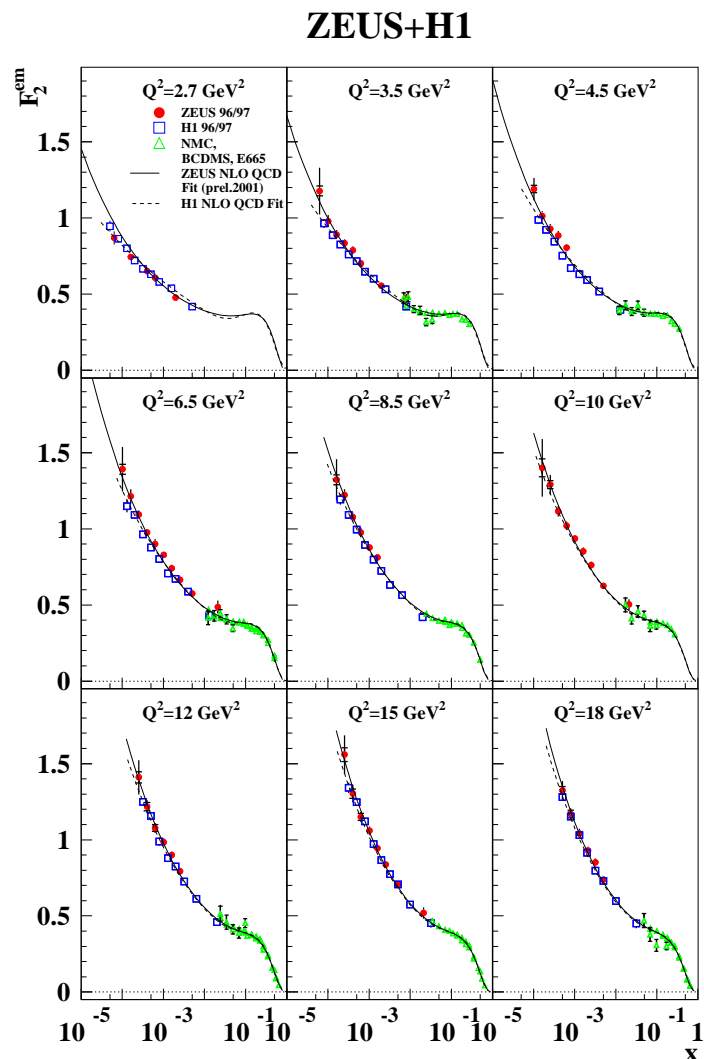 ZEUS+H1
F₂ᵉᵐ
Q²=2.7 GeV²
Q²=3.5 GeV²
Q²=4.5 GeV²
ZEUS 96/97
H1 96/97
NMC,
BCDMS, E665
ZEUS NLO QCD
Fit (prel.2001)
H1 NLO QCD Fit
1.5
1
0.5
0
Q²=6.5 GeV²
Q²=8.5 GeV²
Q²=10 GeV²
1.5
1
0.5
0
Q²=12 GeV²
Q²=15 GeV²
Q²=18 GeV²
1.5
1
0.5
0
10⁻⁵ 10⁻³ 10⁻¹ 10⁻⁵ 10⁻³ 10⁻¹ 10⁻⁵ 10⁻³ 10⁻¹ 1
x